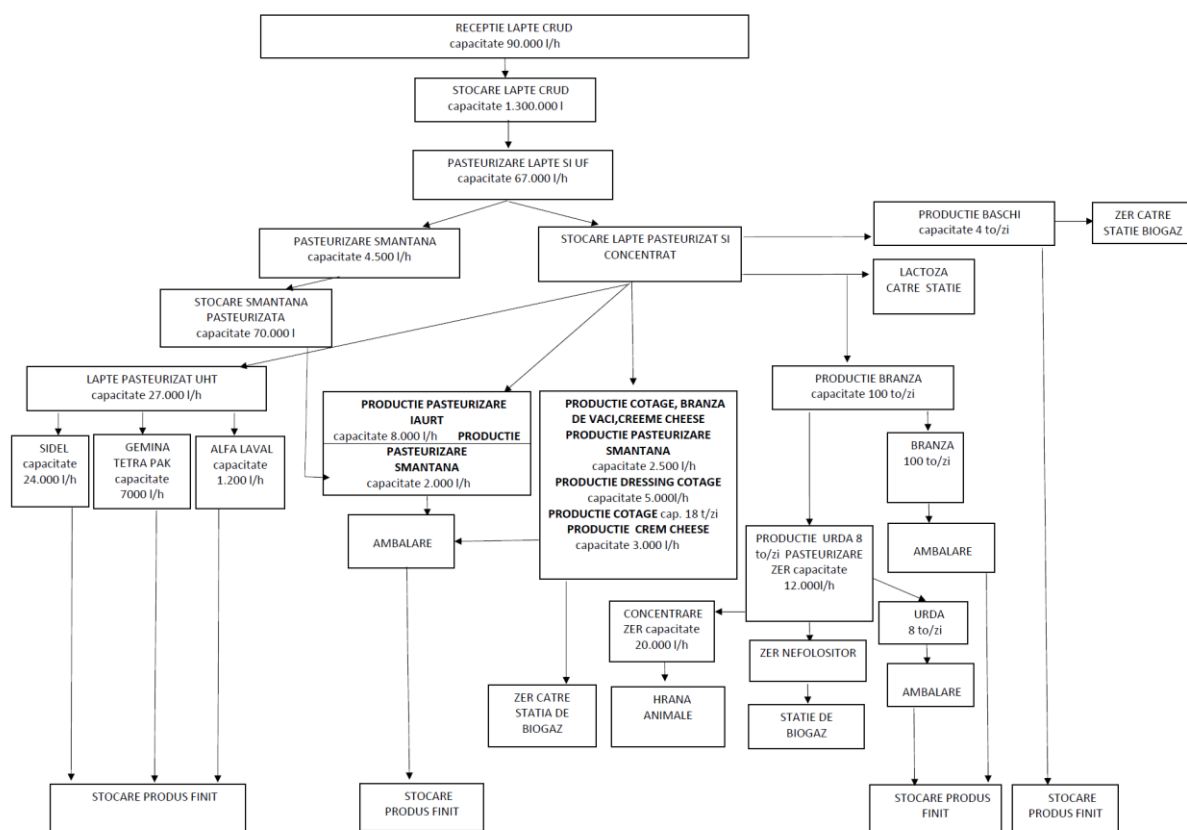 RECEPTIE LAPTE CRUD
capacitate 90.000 l/h
STOCARE LAPTE CRUD
capacitate 1.300.000 l
PASTEURIZARE LAPTE SI UF
capacitate 67.000 l/h
PASTEURIZARE SMANTANA
capacitate 4.500 l/h
STOCARE LAPTE PASTEURIZAT SI
CONCENTRAT
PRODUCTIE BASCHI
capacitate 4 to/zi
ZER CATRE
STATIE BIOGAZ
LACTOZA
CATRE STATIE
STOCARE SMANTANA
PASTEURIZATA
capacitate 70.000 l
LAPTE PASTEURIZAT UHT
capacitate 27.000 l/h
PRODUCTIE BRANZA
capacitate 100 to/zi
SIDEL
capacitate
24.000 l/h
GEMINA
TETRA PAK
capacitate
7000 l/h
ALFA LAVAL
capacitate
1.200 l/h
PRODUCTIE PASTEURIZARE
IAURT
capacitate 8.000 l/h PRODUCTIE
PASTEURIZARE
SMANTANA
capacitate 2.000 l/h
PRODUCTIE COTAGE, BRANZA
DE VACI,CREEME CHEESE
PRODUCTIE PASTEURIZARE
SMANTANA
capacitate 2.500 l/h
PRODUCTIE DRESSING COTAGE
capacitate 5.000l/h
PRODUCTIE COTAGE cap. 18 t/zi
PRODUCTIE CREM CHEESE
capacitate 3.000 l/h
BRANZA
100 to/zi
AMBALARE
AMBALARE
PRODUCTIE URDA 8
to/zi PASTEURIZARE
ZER capacitate
12.000l/h
CONCENTRARE
ZER capacitate
20.000 l/h
URDA
8 to/zi
ZER NEFOLOSITOR
AMBALARE
ZER CATRE
STATIA DE
BIOGAZ
HRANA
ANIMALE
STATIE DE
BIOGAZ
STOCARE PRODUS FINIT
STOCARE
PRODUS FINIT
STOCARE PRODUS
FINIT
STOCARE
PRODUS FINIT